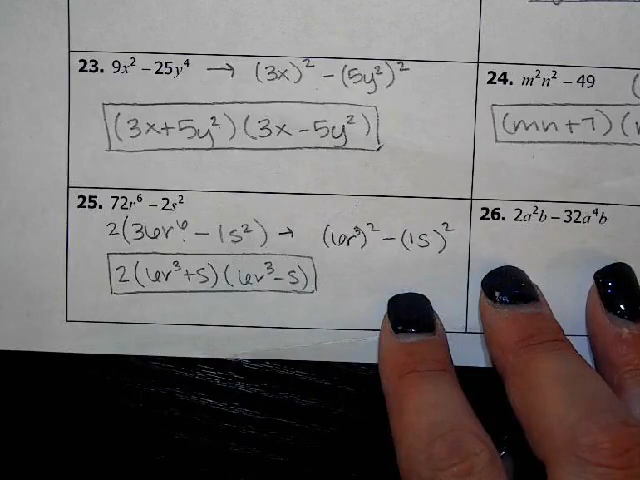 23. 9x² – 25y⁴ → (3x)² – (5y²)²
(3x+5y²)(3x–5y²)
24. m²n² – 49
(mn+7)(
25. 72r⁶ – 2s²
2(36r⁶ – 1s²) → (6r³)² – (1s)²
2(6r³+s)(6r³–s)
26. 2a²b – 32a⁴b